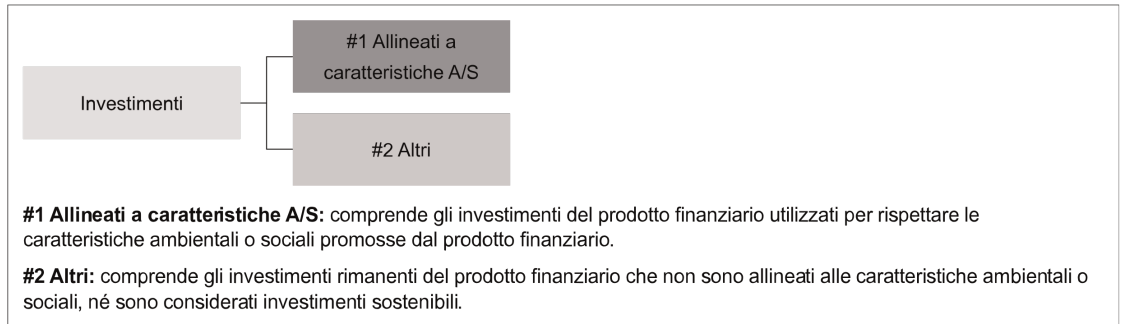 #1 Allineati a
caratteristiche A/S
Investimenti
#2 Altri
#1 Allineati a caratteristiche A/S: comprende gli investimenti del prodotto finanziario utilizzati per rispettare le
caratteristiche ambientali o sociali promosse dal prodotto finanziario.
#2 Altri: comprende gli investimenti rimanenti del prodotto finanziario che non sono allineati alle caratteristiche ambientali o
sociali, né sono considerati investimenti sostenibili.